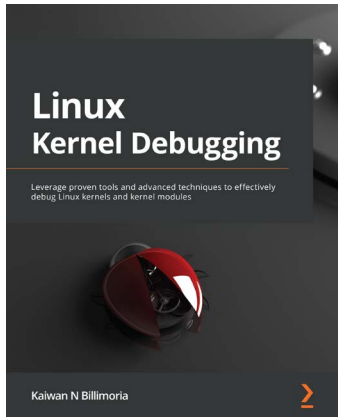 Linux
Kernel Debugging
Leverage proven tools and advanced techniques to effectively
debug Linux kernels and kernel modules
Kaiwan N Billimoria